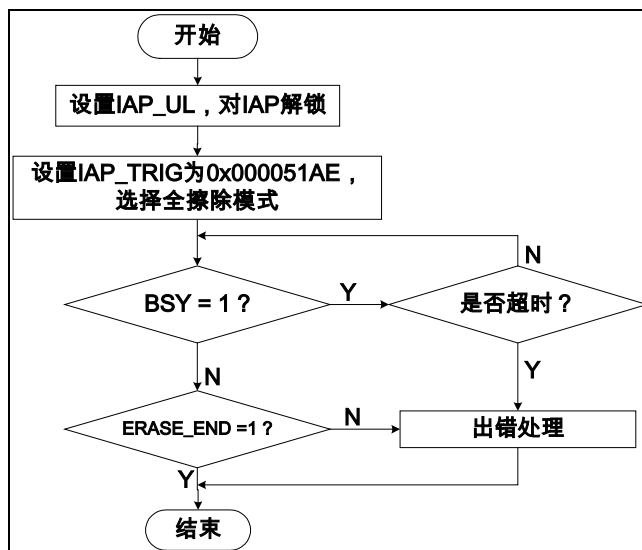 开始
设置IAP_UL，对IAP解锁
设置IAP_TRIG为0x000051AE，
选择全擦除模式
N
BSY = 1？
Y
是否超时？
N
Y
ERASE_END =1？
N
出错处理
Y
结束